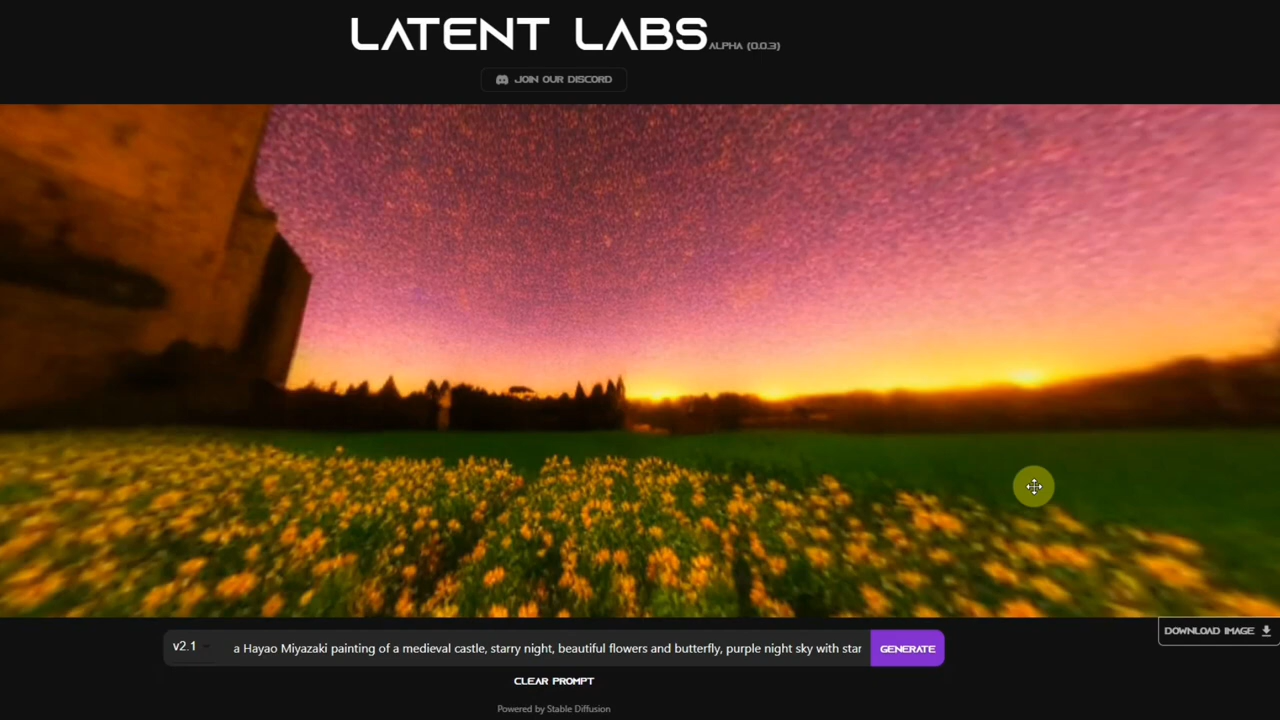 LATENT LABS ALPHA (0.0.3)
JOIN OUR DISCORD
DOWNLOAD IMAGE
v2.1
a Hayao Miyazaki painting of a medieval castle, starry night, beautiful flowers and butterfly, purple night sky with star
GENERATE
CLEAR PROMPT
Powered by Stable Diffusion